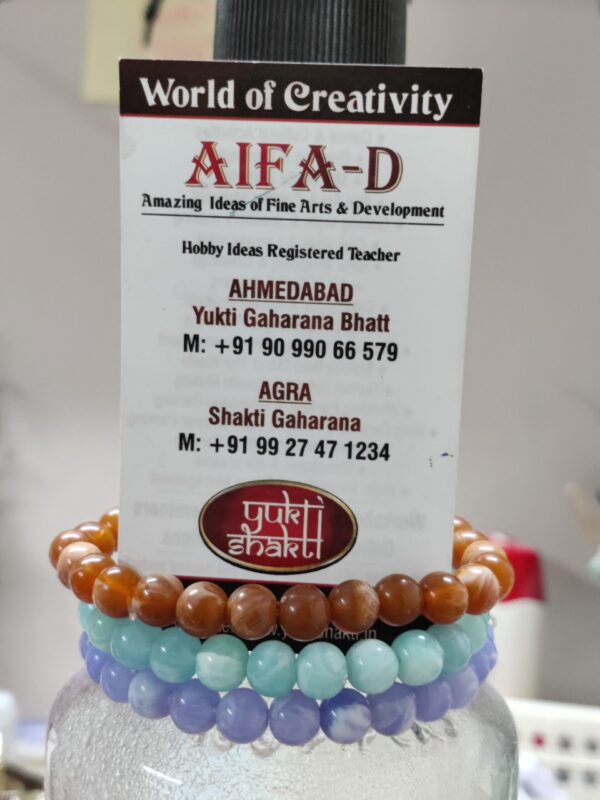 World of Creativity
AIFA-D
Amazing Ideas of Fine Arts & Development
Hobby Ideas Registered Teacher
AHMEDABAD
Yukti Gaharana Bhatt
M: +91 90 990 66 579
AGRA
Shakti Gaharana
M: +91 99 27 47 1234
yukti
shakti